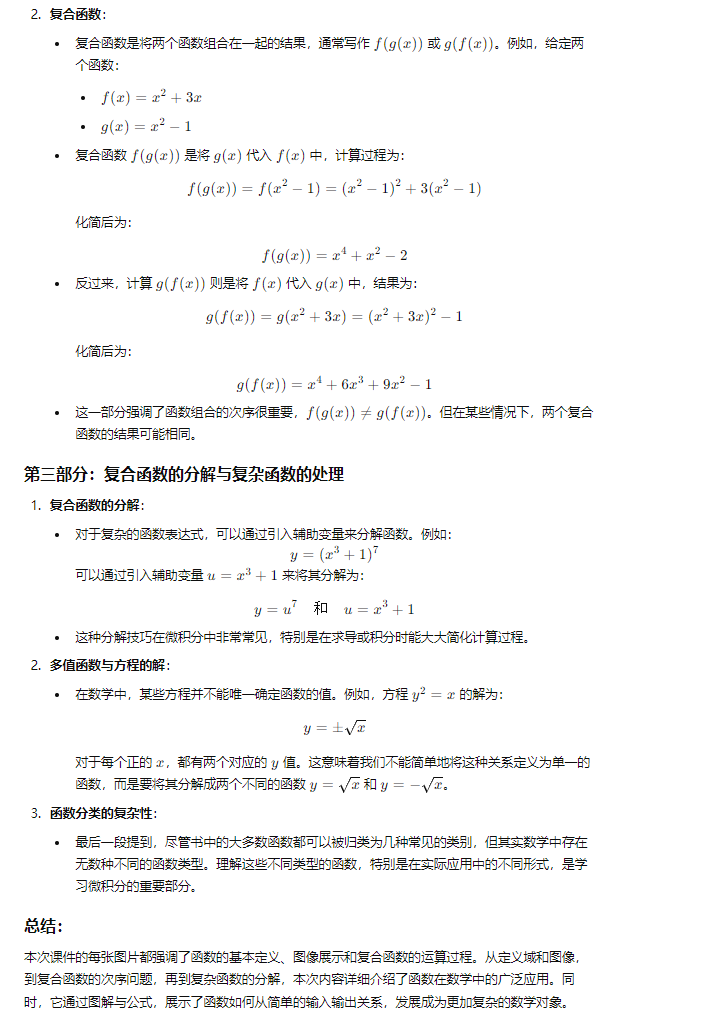 2. 复合函数：
• 复合函数是将两个函数组合在一起的结果，通常写作 f(g(x)) 或 g(f(x))。例如，给定两
个函数：
• f(x) = x² + 3x
• g(x) = x² − 1
• 复合函数 f(g(x)) 是将 g(x) 代入 f(x) 中，计算过程为：
f(g(x)) = f(x² − 1) = (x² − 1)² + 3(x² − 1)
化简后为：
f(g(x)) = x⁴ + x² − 2
• 反过来，计算 g(f(x)) 则是将 f(x) 代入 g(x) 中，结果为：
g(f(x)) = g(x² + 3x) = (x² + 3x)² − 1
化简后为：
g(f(x)) = x⁴ + 6x³ + 9x² − 1
• 这一部分强调了函数组合的次序很重要，f(g(x)) ≠ g(f(x))。但在某些情况下，两个复合
函数的结果可能相同。
第三部分：复合函数的分解与复杂函数的处理
1. 复合函数的分解：
• 对于复杂的函数表达式，可以通过引入辅助变量来分解函数。例如：
y = (x³ + 1)⁷
可以通过引入辅助变量 u = x³ + 1 来将其分解为：
y = u⁷ 和 u = x³ + 1
• 这种分解技巧在微积分中非常常见，特别是在求导或积分时能大大简化计算过程。
2. 多值函数与方程的解：
• 在数学中，某些方程并不能唯一确定函数的值。例如，方程 y² = x 的解为：
y = ±√x
对于每个正的 x，都有两个对应的 y 值。这意味着我们不能简单地将这种关系定义为单一的
函数，而是要将其分解成两个不同的函数 y = √x 和 y = −√x。
3. 函数分类的复杂性：
• 最后一段提到，尽管书中的大多数函数都可以被归类为几种常见的类别，但其实数学中存在
无数种不同的函数类型。理解这些不同类型的函数，特别是在实际应用中的不同形式，是学
习微积分的重要部分。
总结：
本次课件的每张图片都强调了函数的基本定义、图像展示和复合函数的运算过程。从定义域和图像，
到复合函数的次序问题，再到复杂函数的分解，本次内容详细介绍了函数在数学中的广泛应用。同
时，它通过图解与公式，展示了函数如何从简单的输入输出关系，发展成为更加复杂的数学对象。